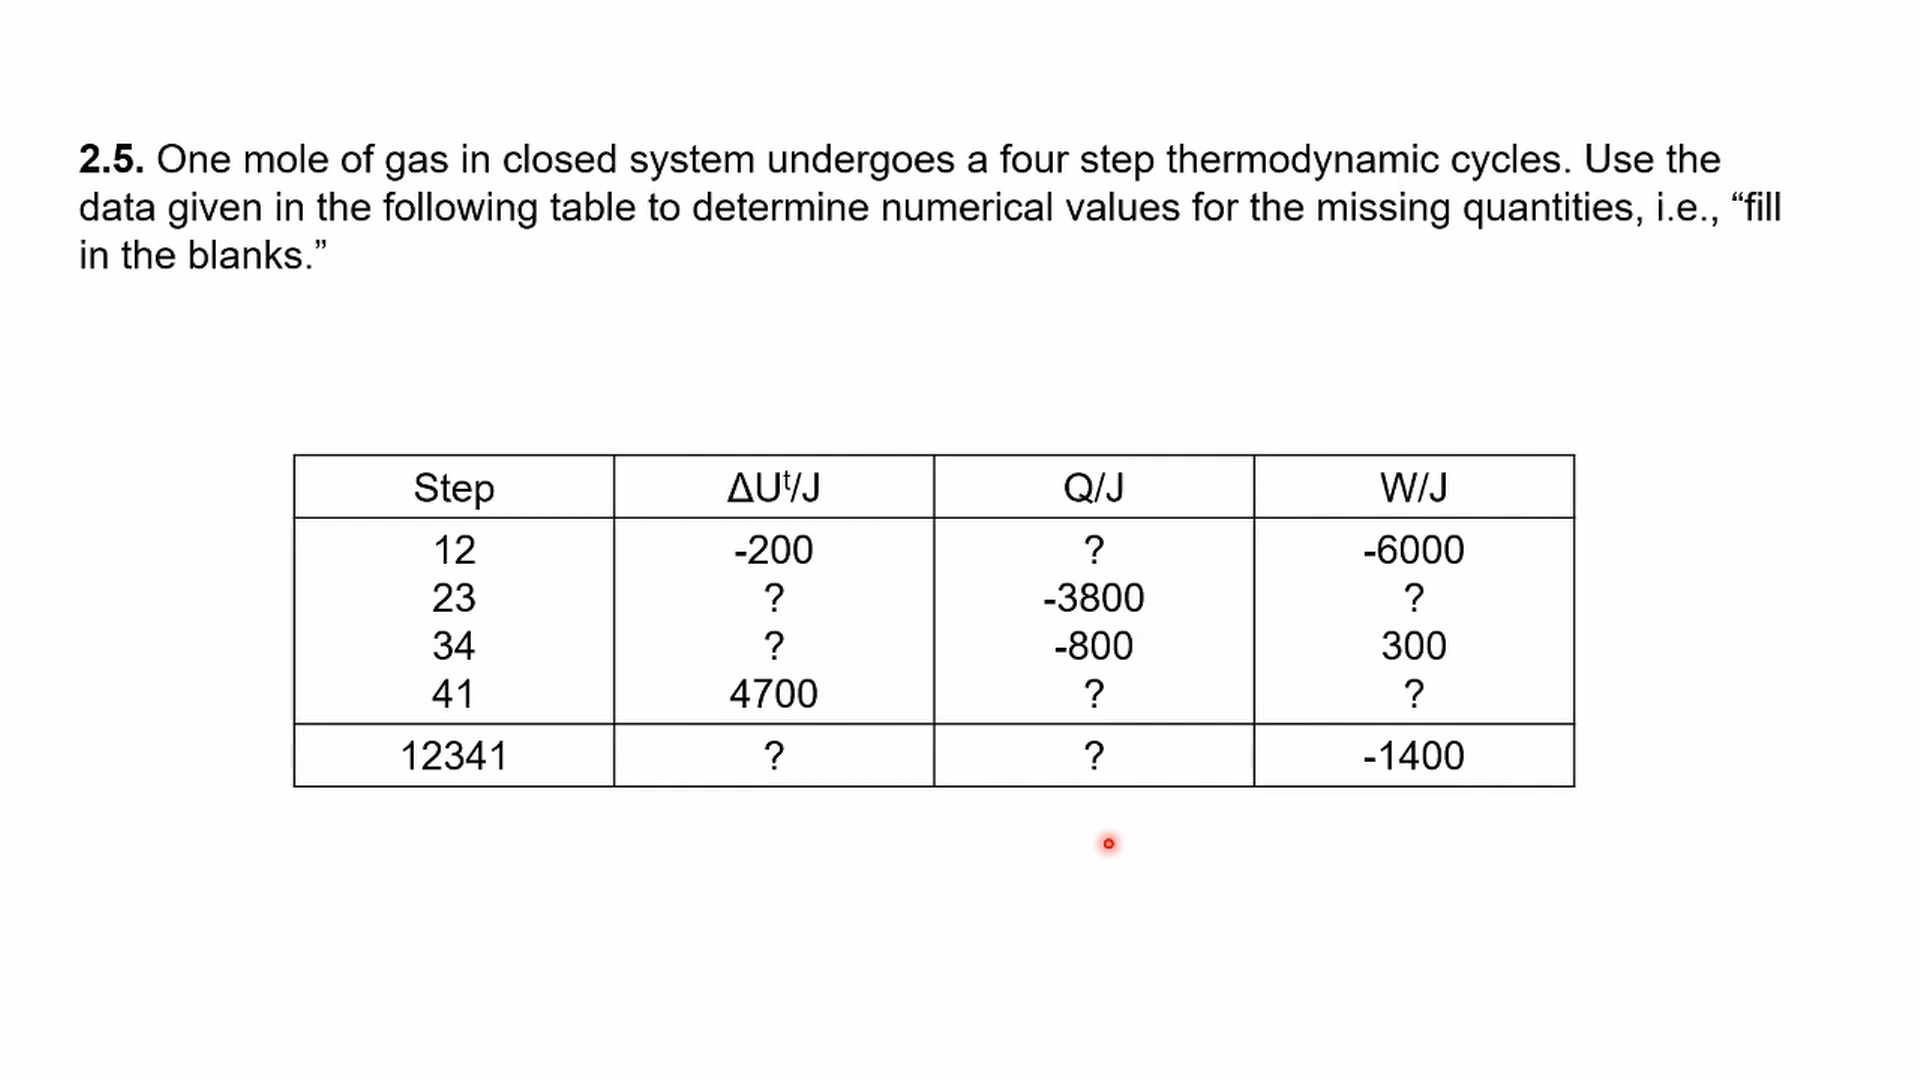 2.5. One mole of gas in closed system undergoes a four step thermodynamic cycles. Use the
data given in the following table to determine numerical values for the missing quantities, i.e., “fill
in the blanks.”
Step ΔUᵗ/J Q/J W/J
12 -200 ? -6000
23 ? -3800 ?
34 ? -800 300
41 4700 ? ?
12341 ? ? -1400